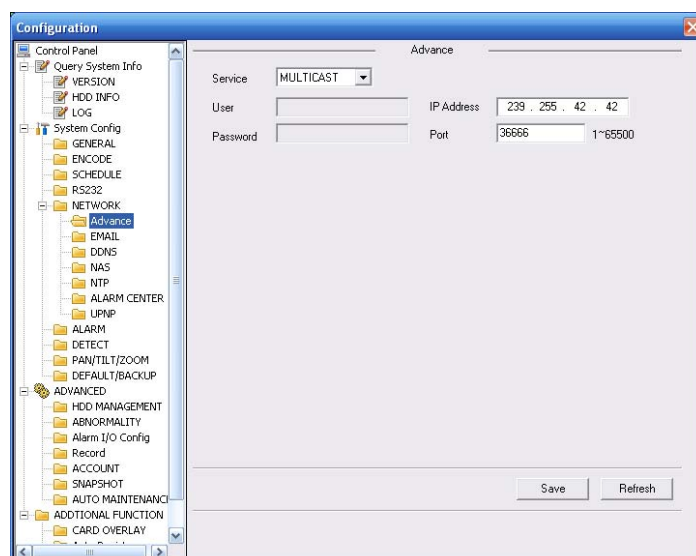 Configuration
Control Panel
Query System Info
VERSION
HDD INFO
LOG
System Config
GENERAL
ENCODE
SCHEDULE
RS232
NETWORK
Advance
EMAIL
DDNS
NAS
NTP
ALARM CENTER
UPNP
ALARM
DETECT
PAN/TILT/ZOOM
DEFAULT/BACKUP
ADVANCED
HDD MANAGEMENT
ABNORMALITY
Alarm I/O Config
Record
ACCOUNT
SNAPSHOT
AUTO MAINTENANC
ADDTIONAL FUNCTION
CARD OVERLAY
Advance
Service MULTICAST
User IP Address 239 . 255 . 42 . 42
Password Port 36666 1~65500
Save Refresh